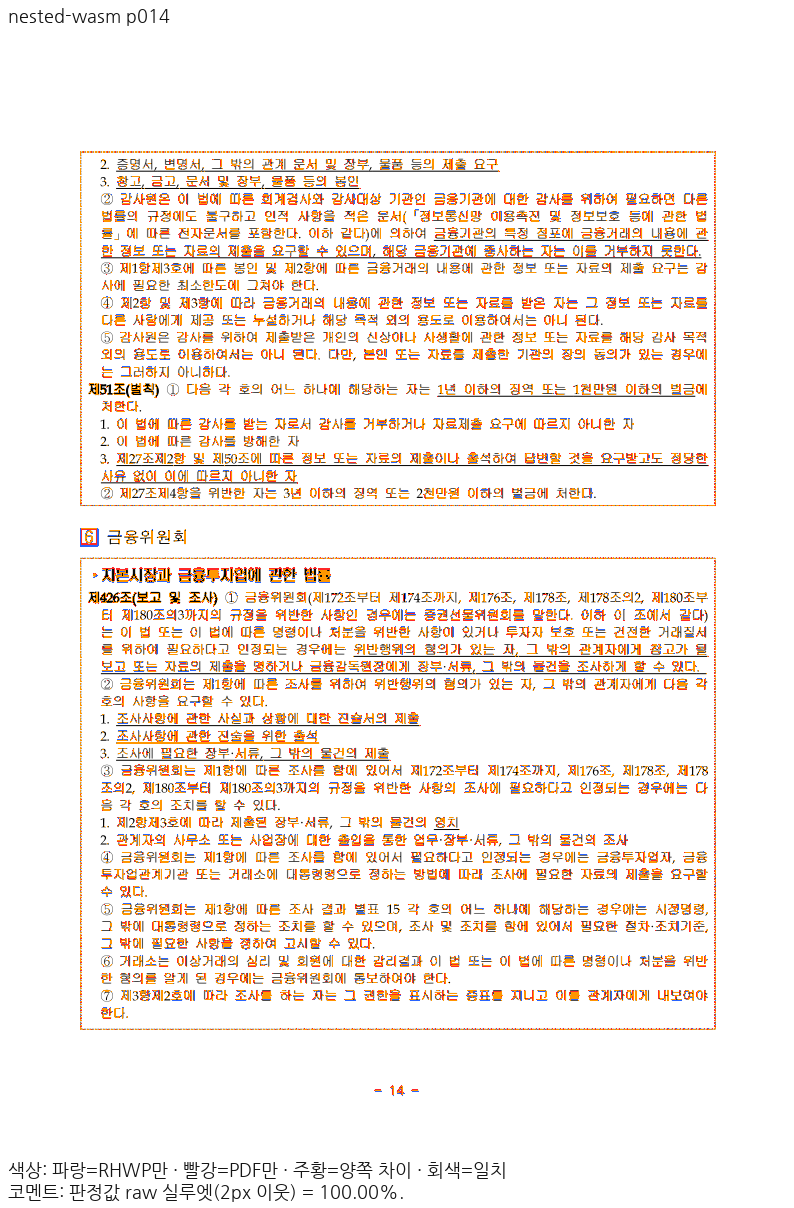 nested-wasm p014
2. 증명서, 변명서, 그 밖의 관계 문서 및 장부, 물품 등의 제출 요구
3. 창고, 금고, 문서 및 장부, 물품 등의 봉인
② 감사원은 이 법에 따른 회계검사와 감사대상 기관인 금융기관에 대한 감사를 위하여 필요하면 다른
법률의 규정에도 불구하고 인적 사항을 적은 문서(「정보통신망 이용촉진 및 정보보호 등에 관한 법
률」에 따른 전자문서를 포함한다. 이하 같다)에 의하여 금융기관의 특정 점포에 금융거래의 내용에 관
한 정보 또는 자료의 제출을 요구할 수 있으며, 해당 금융기관에 종사하는 자는 이를 거부하지 못한다.
③ 제1항제3호에 따른 봉인 및 제2항에 따른 금융거래의 내용에 관한 정보 또는 자료의 제출 요구는 감
사에 필요한 최소한도에 그쳐야 한다.
④ 제2항 및 제3항에 따라 금융거래의 내용에 관한 정보 또는 자료를 받은 자는 그 정보 또는 자료를
다른 사람에게 제공 또는 누설하거나 해당 목적 외의 용도로 이용하여서는 아니 된다.
⑤ 감사원은 감사를 위하여 제출받은 개인의 신상이나 사생활에 관한 정보 또는 자료를 해당 감사 목적
외의 용도로 이용하여서는 아니 된다. 다만, 본인 또는 자료를 제출한 기관의 장의 동의가 있는 경우에
는 그러하지 아니하다.
제51조(벌칙) ① 다음 각 호의 어느 하나에 해당하는 자는 1년 이하의 징역 또는 1천만원 이하의 벌금에
처한다.
1. 이 법에 따른 감사를 받는 자로서 감사를 거부하거나 자료제출 요구에 따르지 아니한 자
2. 이 법에 따른 감사를 방해한 자
3. 제27조제2항 및 제50조에 따른 정보 또는 자료의 제출이나 출석하여 답변할 것을 요구받고도 정당한
사유 없이 이에 따르지 아니한 자
② 제27조제4항을 위반한 자는 3년 이하의 징역 또는 2천만원 이하의 벌금에 처한다.
6 금융위원회
▸자본시장과 금융투자업에 관한 법률
제426조(보고 및 조사) ① 금융위원회(제172조부터 제174조까지, 제176조, 제178조, 제178조의2, 제180조부
터 제180조의3까지의 규정을 위반한 사항인 경우에는 증권선물위원회를 말한다. 이하 이 조에서 같다)
는 이 법 또는 이 법에 따른 명령이나 처분을 위반한 사항이 있거나 투자자 보호 또는 건전한 거래질서
를 위하여 필요하다고 인정되는 경우에는 위반행위의 혐의가 있는 자, 그 밖의 관계자에게 참고가 될
보고 또는 자료의 제출을 명하거나 금융감독원장에게 장부·서류, 그 밖의 물건을 조사하게 할 수 있다.
② 금융위원회는 제1항에 따른 조사를 위하여 위반행위의 혐의가 있는 자, 그 밖의 관계자에게 다음 각
호의 사항을 요구할 수 있다.
1. 조사사항에 관한 사실과 상황에 대한 진술서의 제출
2. 조사사항에 관한 진술을 위한 출석
3. 조사에 필요한 장부·서류, 그 밖의 물건의 제출
③ 금융위원회는 제1항에 따른 조사를 함에 있어서 제172조부터 제174조까지, 제176조, 제178조, 제178
조의2, 제180조부터 제180조의3까지의 규정을 위반한 사항의 조사에 필요하다고 인정되는 경우에는 다
음 각 호의 조치를 할 수 있다.
1. 제2항제3호에 따라 제출된 장부·서류, 그 밖의 물건의 영치
2. 관계자의 사무소 또는 사업장에 대한 출입을 통한 업무·장부·서류, 그 밖의 물건의 조사
④ 금융위원회는 제1항에 따른 조사를 함에 있어서 필요하다고 인정되는 경우에는 금융투자업자, 금융
투자업관계기관 또는 거래소에 대통령령으로 정하는 방법에 따라 조사에 필요한 자료의 제출을 요구할
수 있다.
⑤ 금융위원회는 제1항에 따른 조사 결과 별표 15 각 호의 어느 하나에 해당하는 경우에는 시정명령,
그 밖에 대통령령으로 정하는 조치를 할 수 있으며, 조사 및 조치를 함에 있어서 필요한 절차·조치기준,
그 밖에 필요한 사항을 정하여 고시할 수 있다.
⑥ 거래소는 이상거래의 심리 및 회원에 대한 감리결과 이 법 또는 이 법에 따른 명령이나 처분을 위반
한 혐의를 알게 된 경우에는 금융위원회에 통보하여야 한다.
⑦ 제3항제2호에 따라 조사를 하는 자는 그 권한을 표시하는 증표를 지니고 이를 관계자에게 내보여야
한다.
- 14 -
색상: 파랑=RHWP만 · 빨강=PDF만 · 주황=양쪽 차이 · 회색=일치
코멘트: 판정값 raw 실루엣(2px 이웃) = 100.00%.